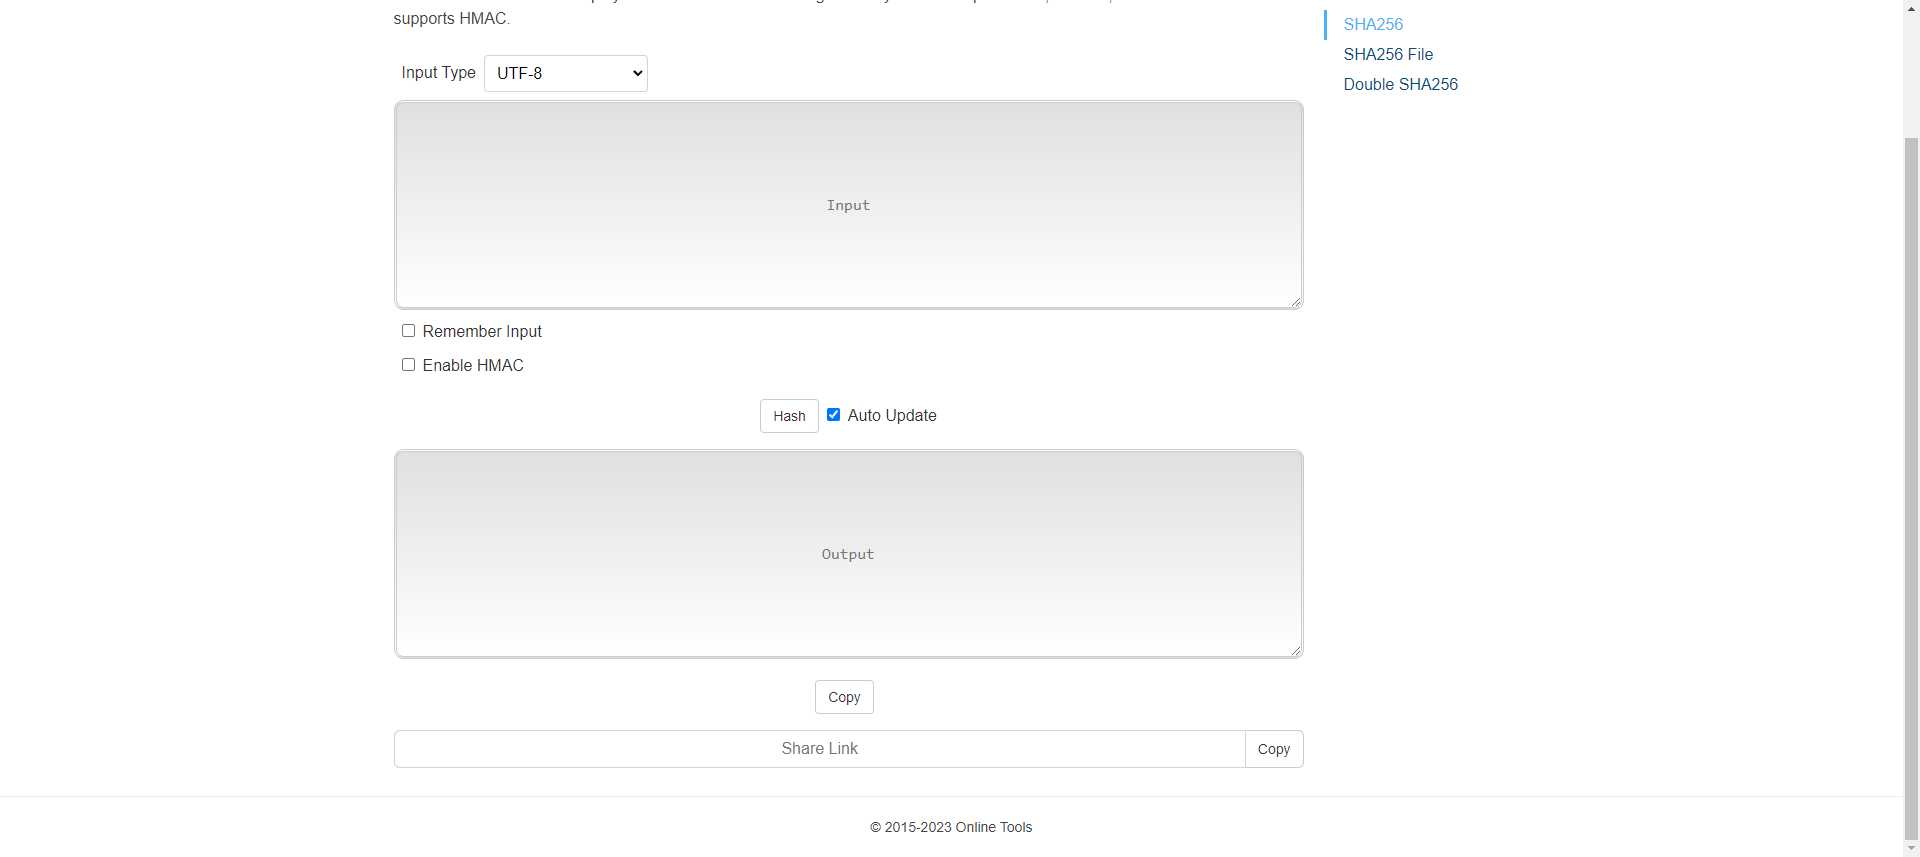 supports HMAC.
SHA256
SHA256 File
Double SHA256
Input Type UTF-8
Input
Remember Input
Enable HMAC
Hash Auto Update
Output
Copy
Share Link Copy
© 2015-2023 Online Tools